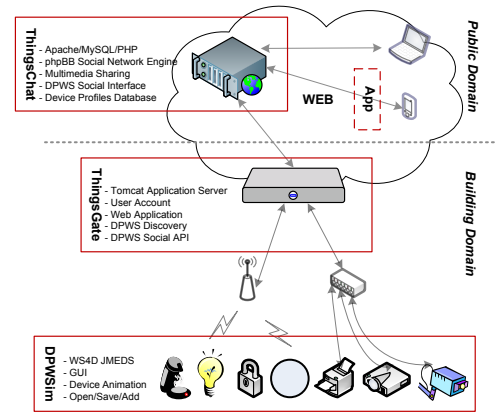 ThingsChat
- Apache/MySQL/PHP
- phpBB Social Network Engine
- Multimedia Sharing
- DPWS Social Interface
- Device Profiles Database
WEB
App
Public Domain
ThingsGate
- Tomcat Application Server
- User Account
- Web Application
- DPWS Discovery
- DPWS Social API
Building Domain
DPWSim
- WS4D JMEDS
- GUI
- Device Animation
- Open/Save/Add